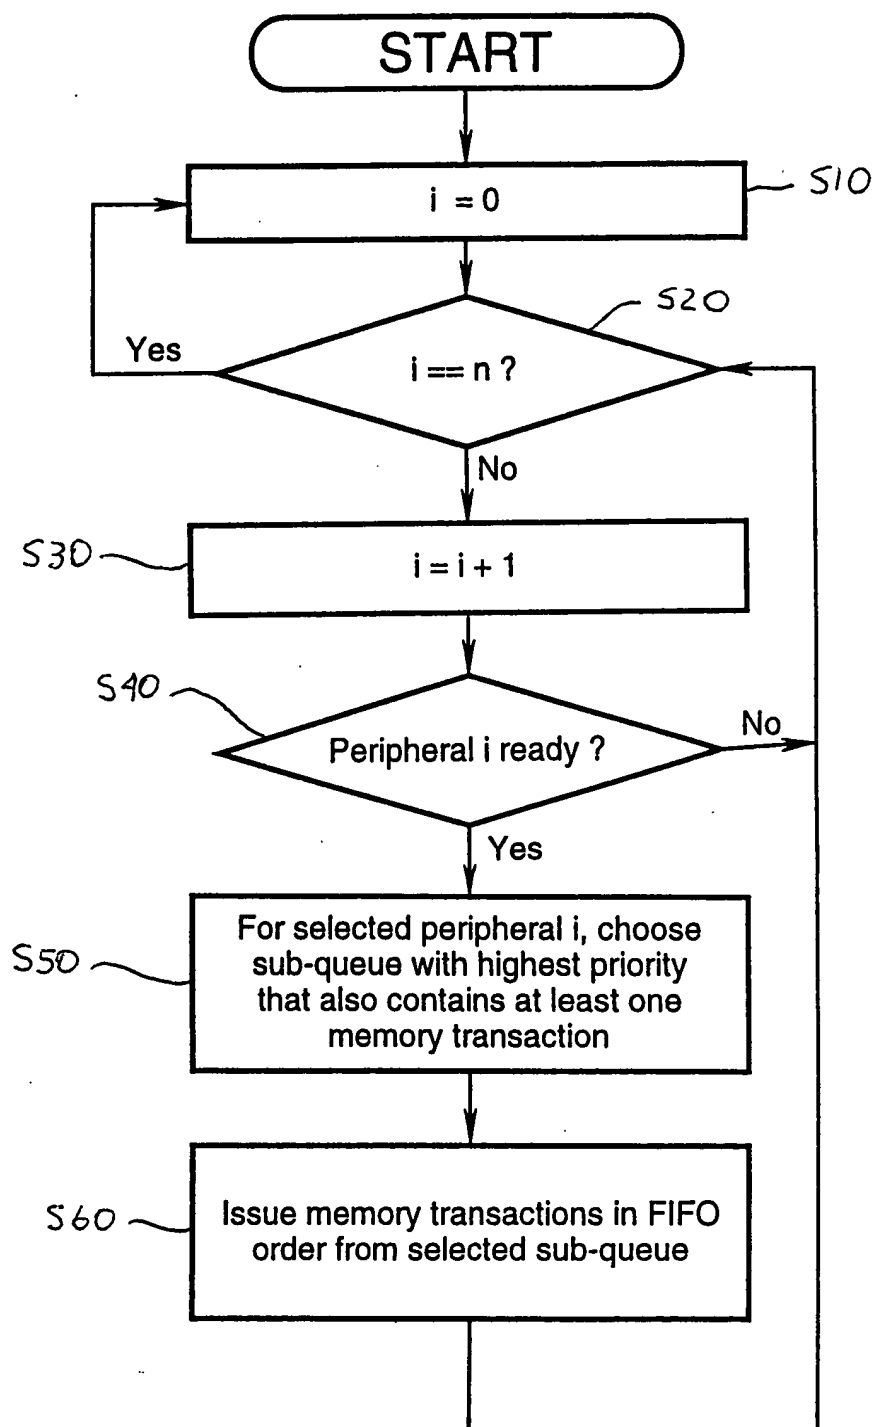 START
i = 0
S10
S20
Yes
i == n ?
No
S30
i = i + 1
S40
Peripheral i ready ?
No
Yes
S50
For selected peripheral i, choose
sub-queue with highest priority
that also contains at least one
memory transaction
S60
Issue memory transactions in FIFO
order from selected sub-queue